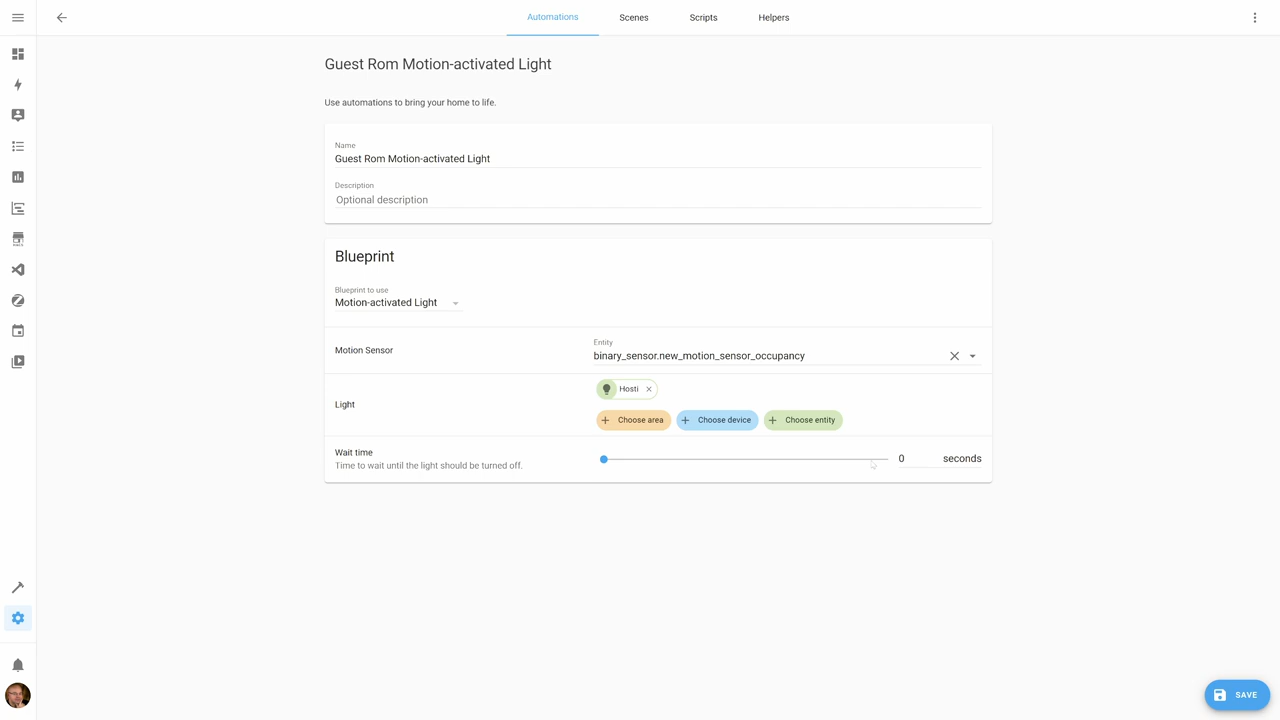 Automations
Scenes
Scripts
Helpers
Guest Rom Motion-activated Light
Use automations to bring your home to life.
Name
Guest Rom Motion-activated Light
Description
Optional description
Blueprint
Blueprint to use
Motion-activated Light
Motion Sensor
Entity
binary_sensor.new_motion_sensor_occupancy
Light
Hosti
Choose area
Choose device
Choose entity
Wait time
Time to wait until the light should be turned off.
0 seconds
SAVE